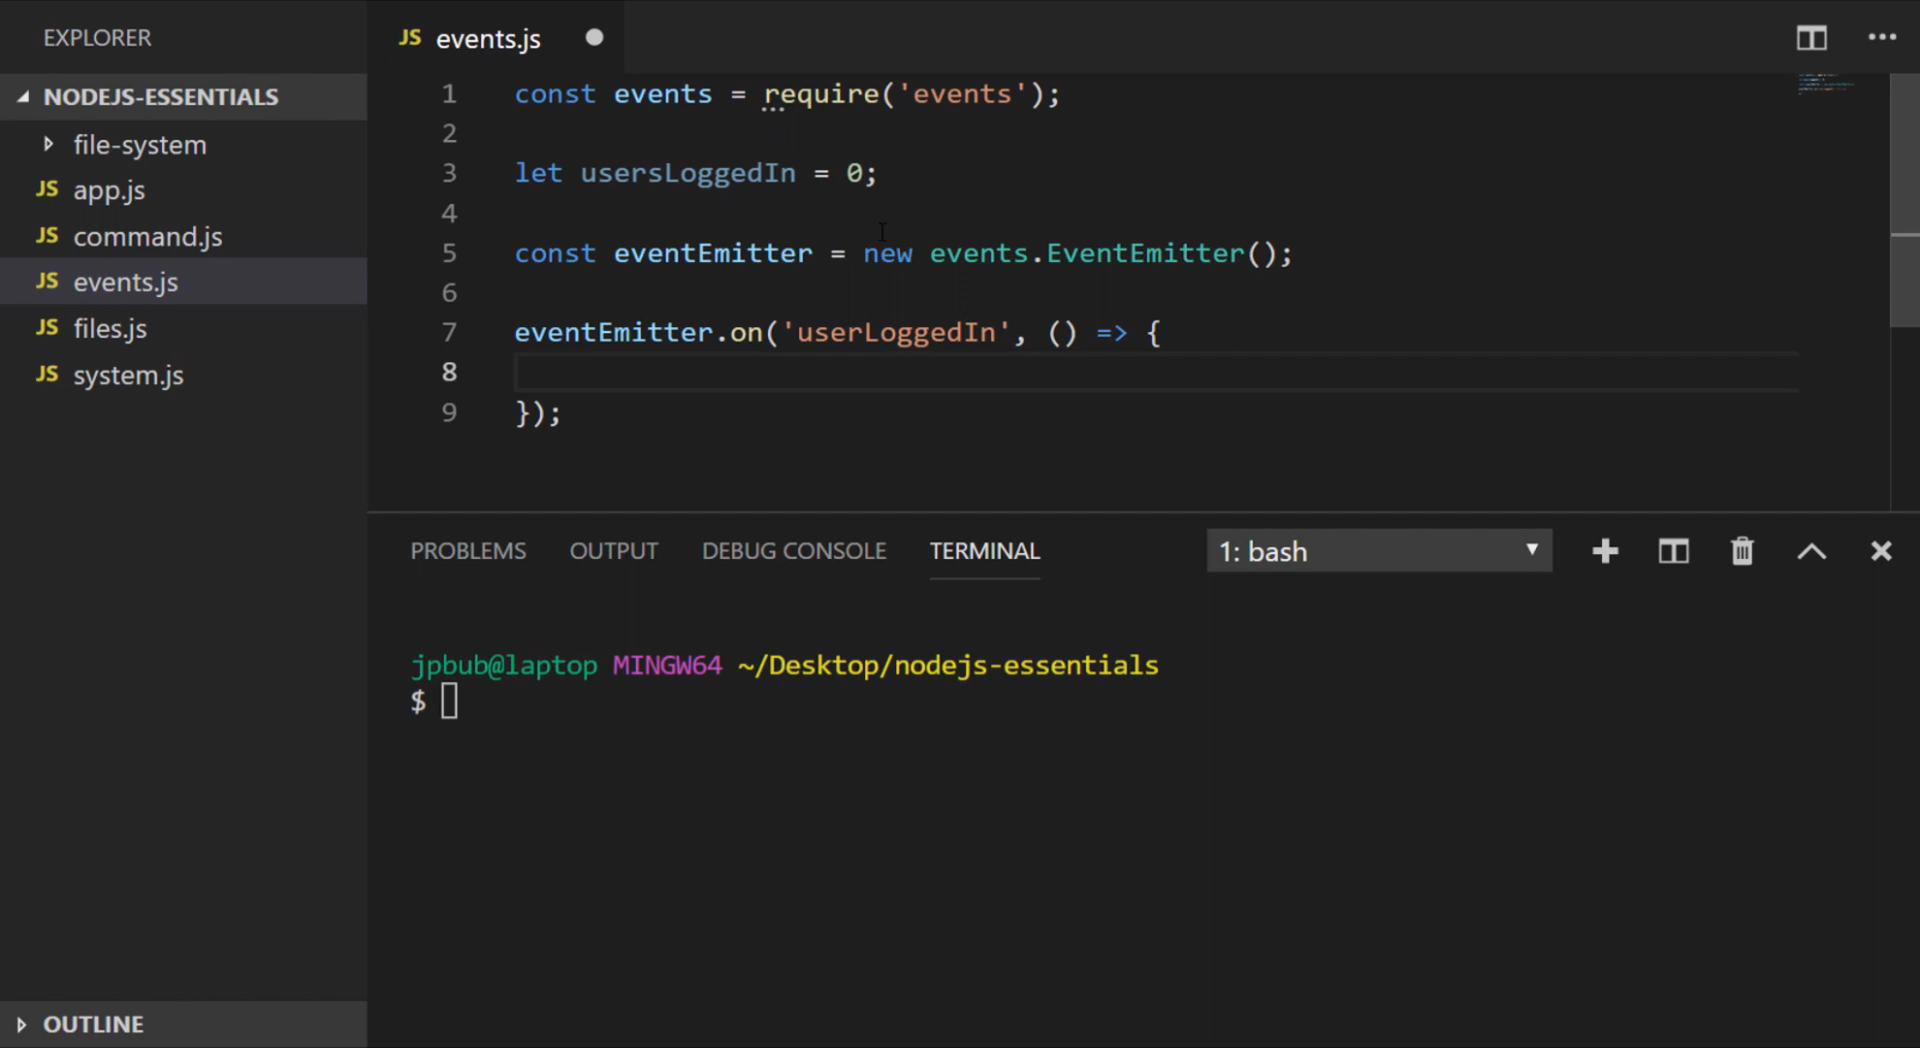 EXPLORER
NODEJS-ESSENTIALS
file-system
JS app.js
JS command.js
JS events.js
JS files.js
JS system.js
OUTLINE
JS events.js
1 const events = require('events');
2
3 let usersLoggedIn = 0;
4
5 const eventEmitter = new events.EventEmitter();
6
7 eventEmitter.on('userLoggedIn', () => {
8
9 });
PROBLEMS OUTPUT DEBUG CONSOLE TERMINAL 1: bash
jpbub@laptop MINGW64 ~/Desktop/nodejs-essentials
$